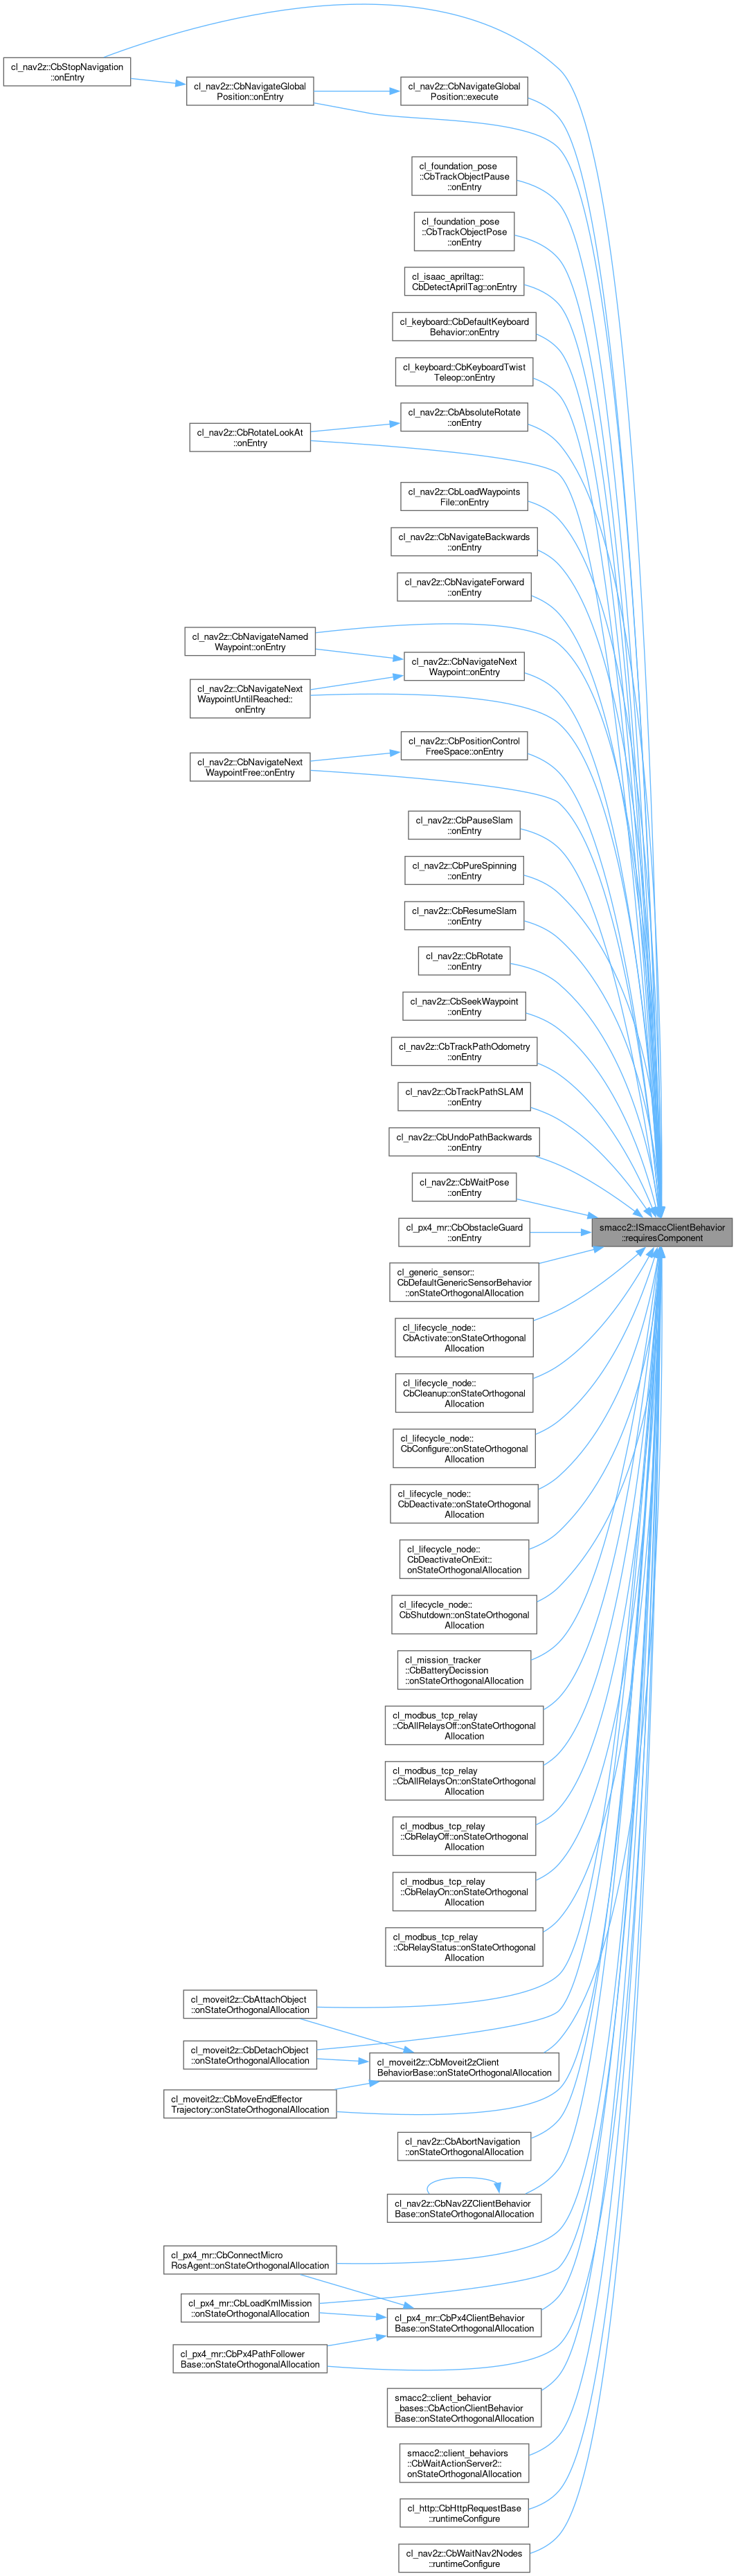 cl_nav2z::CbStopNavigation
::onEntry
cl_nav2z::CbNavigateGlobal
Position::onEntry
cl_nav2z::CbNavigateGlobal
Position::execute
cl_foundation_pose
::CbTrackObjectPause
::onEntry
cl_foundation_pose
::CbTrackObjectPose
::onEntry
cl_isaac_apriltag::
CbDetectAprilTag::onEntry
cl_keyboard::CbDefaultKeyboard
Behavior::onEntry
cl_keyboard::CbKeyboardTwist
Teleop::onEntry
cl_nav2z::CbAbsoluteRotate
::onEntry
cl_nav2z::CbRotateLookAt
::onEntry
cl_nav2z::CbLoadWaypoints
File::onEntry
cl_nav2z::CbNavigateBackwards
::onEntry
cl_nav2z::CbNavigateForward
::onEntry
cl_nav2z::CbNavigateNamed
Waypoint::onEntry
cl_nav2z::CbNavigateNext
Waypoint::onEntry
cl_nav2z::CbNavigateNext
WaypointUntilReached::
onEntry
cl_nav2z::CbPositionControl
FreeSpace::onEntry
cl_nav2z::CbNavigateNext
WaypointFree::onEntry
cl_nav2z::CbPauseSlam
::onEntry
cl_nav2z::CbPureSpinning
::onEntry
cl_nav2z::CbResumeSlam
::onEntry
cl_nav2z::CbRotate
::onEntry
cl_nav2z::CbSeekWaypoint
::onEntry
cl_nav2z::CbTrackPathOdometry
::onEntry
cl_nav2z::CbTrackPathSLAM
::onEntry
cl_nav2z::CbUndoPathBackwards
::onEntry
cl_nav2z::CbWaitPose
::onEntry
smacc2::ISmaccClientBehavior
::requiresComponent
cl_px4_mr::CbObstacleGuard
::onEntry
cl_generic_sensor::
CbDefaultGenericSensorBehavior
::onStateOrthogonalAllocation
cl_lifecycle_node::
CbActivate::onStateOrthogonal
Allocation
cl_lifecycle_node::
CbCleanup::onStateOrthogonal
Allocation
cl_lifecycle_node::
CbConfigure::onStateOrthogonal
Allocation
cl_lifecycle_node::
CbDeactivate::onStateOrthogonal
Allocation
cl_lifecycle_node::
CbDeactivateOnExit::
onStateOrthogonalAllocation
cl_lifecycle_node::
CbShutdown::onStateOrthogonal
Allocation
cl_mission_tracker
::CbBatteryDecission
::onStateOrthogonalAllocation
cl_modbus_tcp_relay
::CbAllRelaysOff::onStateOrthogonal
Allocation
cl_modbus_tcp_relay
::CbAllRelaysOn::onStateOrthogonal
Allocation
cl_modbus_tcp_relay
::CbRelayOff::onStateOrthogonal
Allocation
cl_modbus_tcp_relay
::CbRelayOn::onStateOrthogonal
Allocation
cl_modbus_tcp_relay
::CbRelayStatus::onStateOrthogonal
Allocation
cl_moveit2z::CbAttachObject
::onStateOrthogonalAllocation
cl_moveit2z::CbDetachObject
::onStateOrthogonalAllocation
cl_moveit2z::CbMoveit2zClient
BehaviorBase::onStateOrthogonalAllocation
cl_moveit2z::CbMoveEndEffector
Trajectory::onStateOrthogonalAllocation
cl_nav2z::CbAbortNavigation
::onStateOrthogonalAllocation
cl_nav2z::CbNav2ZClientBehavior
Base::onStateOrthogonalAllocation
cl_px4_mr::CbConnectMicro
RosAgent::onStateOrthogonalAllocation
cl_px4_mr::CbLoadKmlMission
::onStateOrthogonalAllocation
cl_px4_mr::CbPx4ClientBehavior
Base::onStateOrthogonalAllocation
cl_px4_mr::CbPx4PathFollower
Base::onStateOrthogonalAllocation
smacc2::client_behavior
_bases::CbActionClientBehavior
Base::onStateOrthogonalAllocation
smacc2::client_behaviors
::CbWaitActionServer2::
onStateOrthogonalAllocation
cl_http::CbHttpRequestBase
::runtimeConfigure
cl_nav2z::CbWaitNav2Nodes
::runtimeConfigure